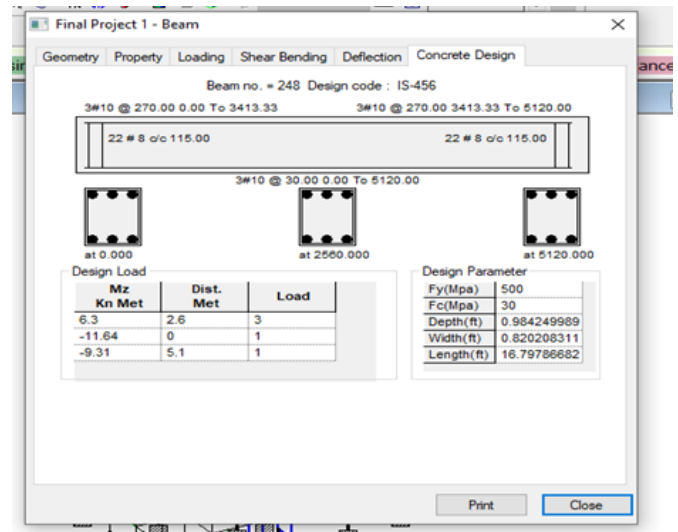 Final Project 1 - Beam
Geometry Property Loading Shear Bending Deflection Concrete Design
Beam no. = 248 Design code : IS-456
3#10 @ 270.00 0.00 To 3413.33 3#10 @ 270.00 3413.33 To 5120.00
22 # 8 c/c 115.00 22 # 8 c/c 115.00
3#10 @ 30.00 0.00 To 5120.00
at 0.000 at 2560.000 at 5120.000
Design Load Design Parameter
Mz Kn Met Dist. Met Load
6.3 2.6 3
-11.64 0 1
-9.31 5.1 1
Fy(Mpa) 500
Fc(Mpa) 30
Depth(ft) 0.984249989
Width(ft) 0.820208311
Length(ft) 16.79786682
Print Close